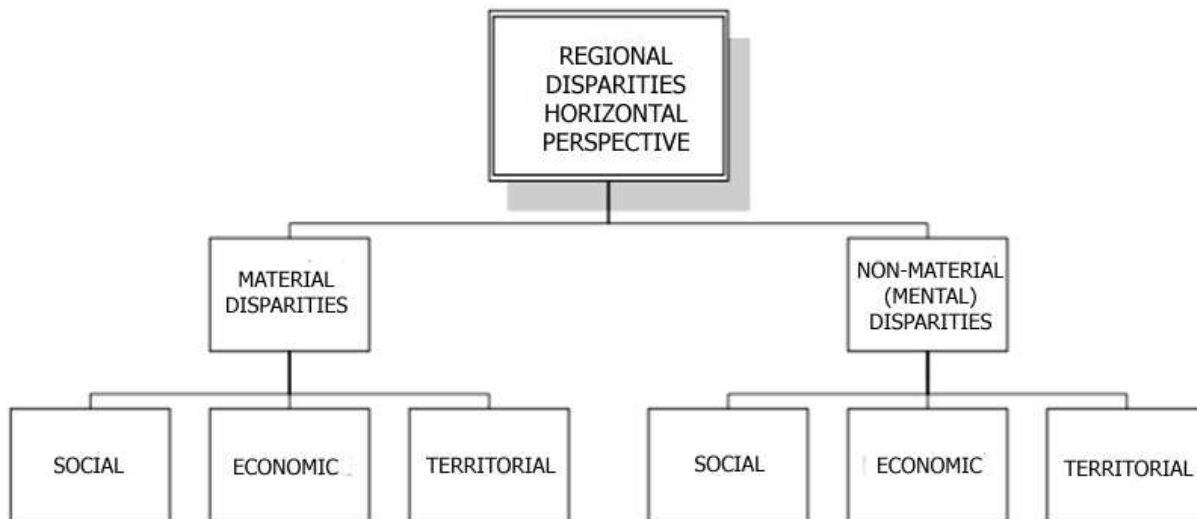 REGIONAL
DISPARITIES
HORIZONTAL
PERSPECTIVE
MATERIAL
DISPARITIES
NON-MATERIAL
(MENTAL)
DISPARITIES
SOCIAL
ECONOMIC
TERRITORIAL
SOCIAL
ECONOMIC
TERRITORIAL